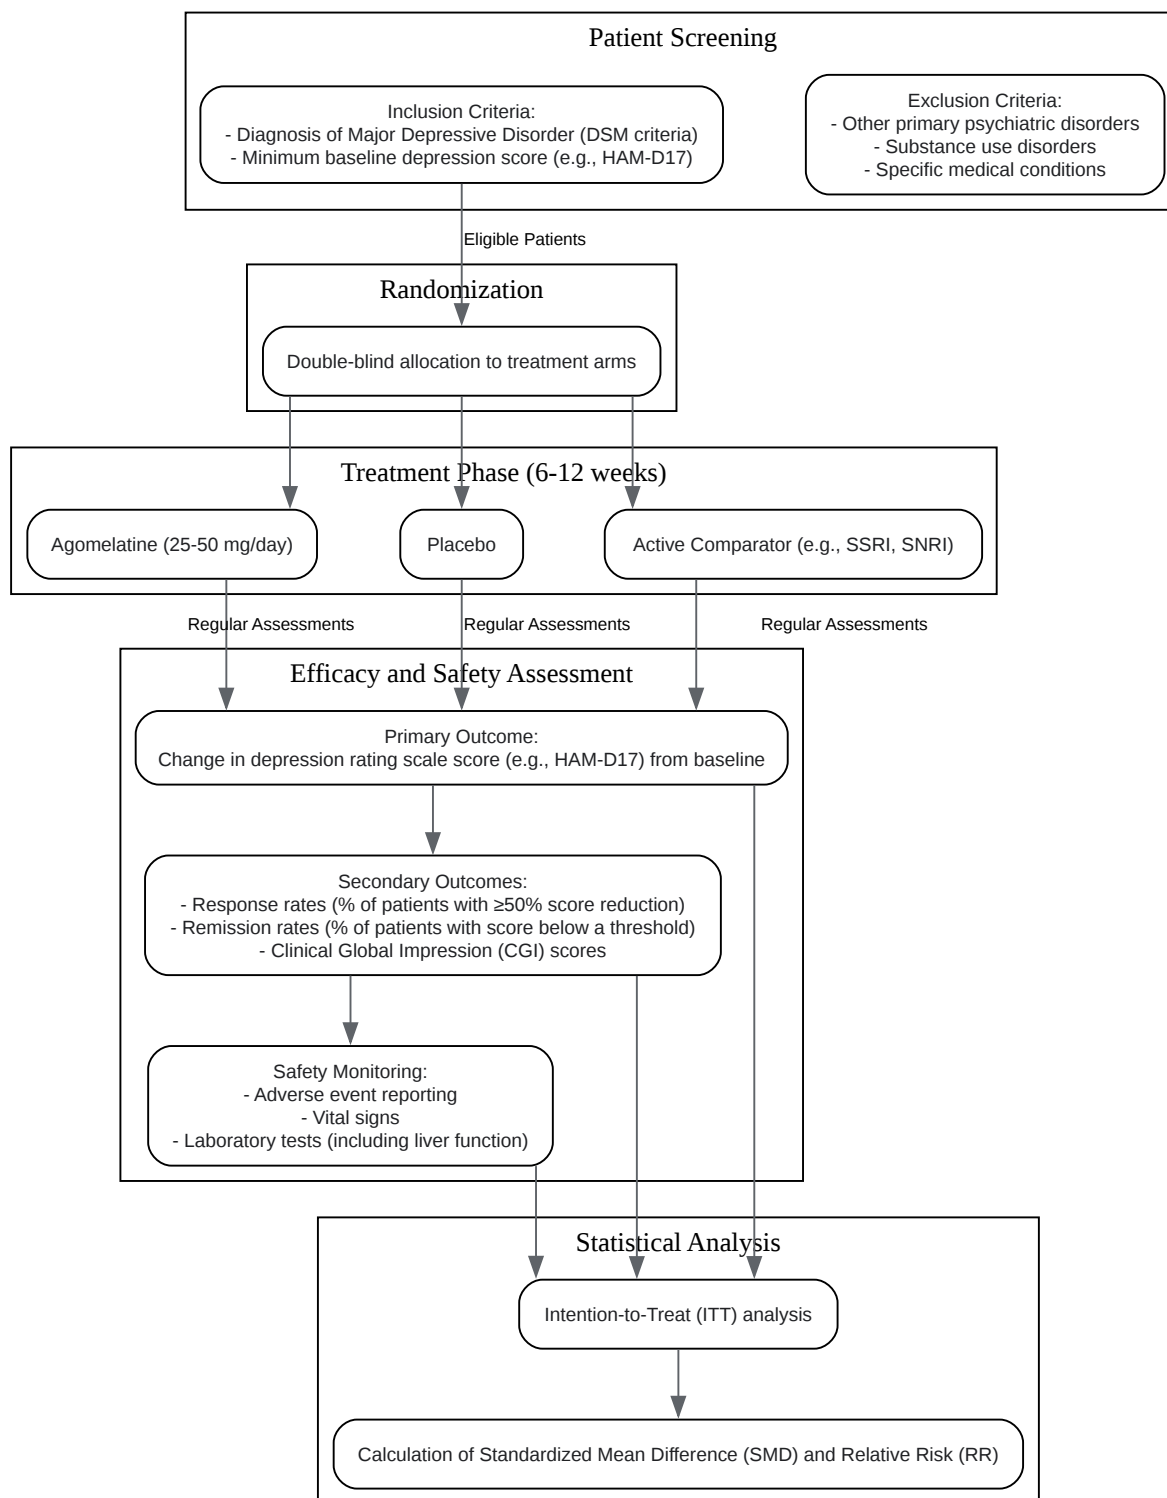 Patient Screening
Inclusion Criteria:
- Diagnosis of Major Depressive Disorder (DSM criteria)
- Minimum baseline depression score (e.g., HAM-D17)
Exclusion Criteria:
- Other primary psychiatric disorders
- Substance use disorders
- Specific medical conditions
Eligible Patients
Randomization
Double-blind allocation to treatment arms
Treatment Phase (6-12 weeks)
Agomelatine (25-50 mg/day)
Placebo
Active Comparator (e.g., SSRI, SNRI)
Regular Assessments
Regular Assessments
Regular Assessments
Efficacy and Safety Assessment
Primary Outcome:
Change in depression rating scale score (e.g., HAM-D17) from baseline
Secondary Outcomes:
- Response rates (% of patients with ≥50% score reduction)
- Remission rates (% of patients with score below a threshold)
- Clinical Global Impression (CGI) scores
Safety Monitoring:
- Adverse event reporting
- Vital signs
- Laboratory tests (including liver function)
Statistical Analysis
Intention-to-Treat (ITT) analysis
Calculation of Standardized Mean Difference (SMD) and Relative Risk (RR)